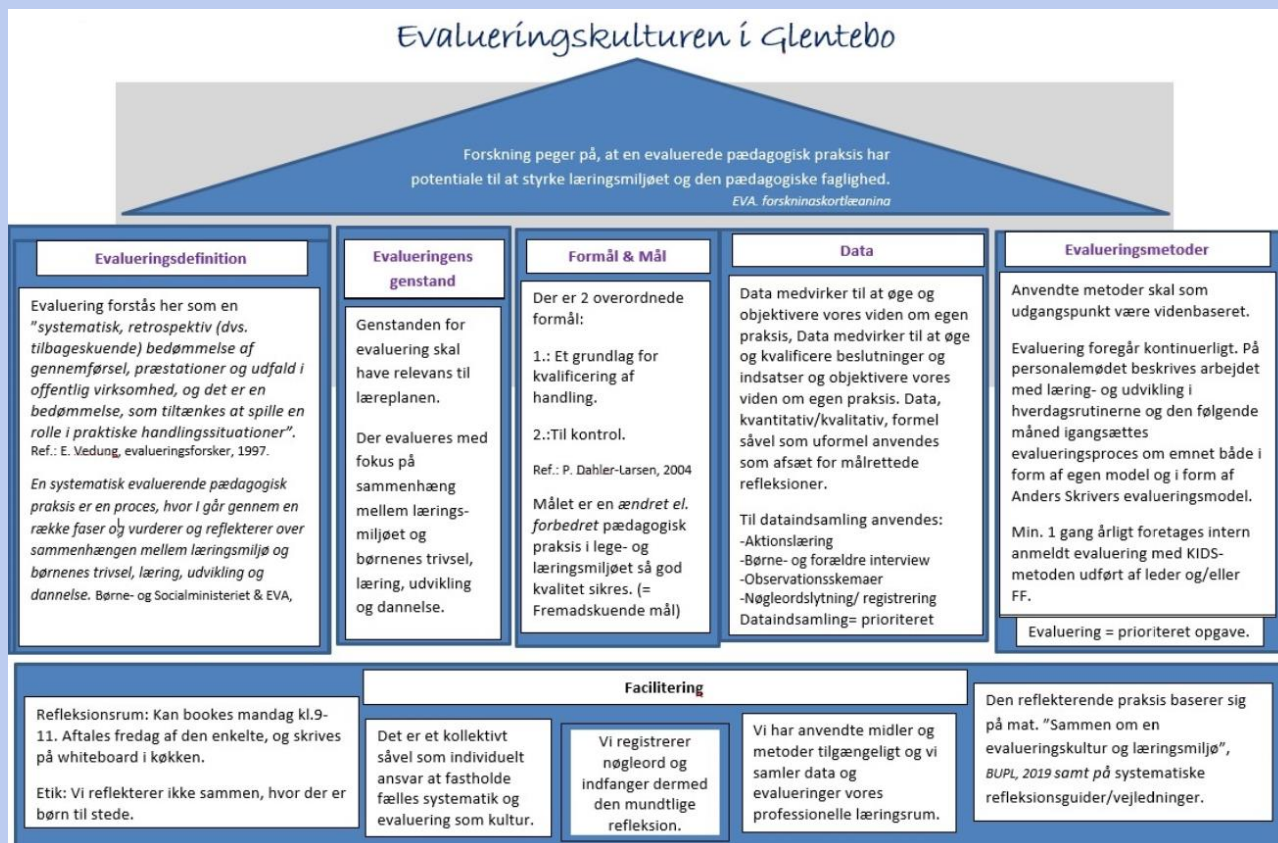 Evalueringskulturen i Glentebo
Forskning peger på, at en evaluerede pædagogisk praksis har
potentiale til at styrke læringsmiljøet og den pædagogiske faglighed.
EVA. forskninaskortlæanina
Evalueringsdefinition
Evaluering forstås her som en
"systematisk, retrospektiv (dvs.
tilbageskuende) bedømmelse af
gennemførsel, præstationer og udfald i
offentlig virksomhed, og det er en
bedømmelse, som tiltænkes at spille en
rolle i praktiske handlingssituationer".
Ref.: E. Vedung, evalueringsforsker, 1997.
En systematisk evaluerende pædagogisk
praksis er en proces, hvor I går gennem en
række faser og vurderer og reflekterer over
sammenhængen mellem læringsmiljø og
børnenes trivsel, læring, udvikling og
dannelse. Børne- og Socialministeriet & EVA,
Evalueringens
genstand
Genstanden for
evaluering skal
have relevans til
læreplanen.
Der evalueres med
fokus på
sammenhæng
mellem lærings-
miljøet og
børnenes trivsel,
læring, udvikling
og dannelse.
Formål & Mål
Der er 2 overordnede
formål:
1.: Et grundlag for
kvalificering af
handling.
2.:Til kontrol.
Ref.: P. Dahler-Larsen, 2004
Målet er en ændret el.
forbedret pædagogisk
praksis i lege- og
læringsmiljøet så god
kvalitet sikres. (=
Fremadskuende mål)
Data
Data medvirker til at øge og
objektivere vores viden om egen
praksis, Data medvirker til at øge
og kvalificere beslutninger og
indsatser og objektivere vores
viden om egen praksis. Data,
kvantitativ/kvalitativ, formel
såvel som uformel anvendes
som afsæt for målrettede
refleksioner.
Til dataindsamling anvendes:
-Aktionslæring
-Børne- og forældre interview
-Observationsskemaer
-Nøgleordslytning/ registrering
Dataindsamling= prioriteret
Evalueringsmetoder
Anvendte metoder skal som
udgangspunkt være videnbaseret.
Evaluering foregår kontinuerligt. På
personalemødet beskrives arbejdet
med læring- og udvikling i
hverdagsrutinerne og den følgende
måned igangsættes
evalueringsproces om emnet både i
form af egen model og i form af
Anders Skrivers evalueringsmodel.
Min. 1 gang årligt foretages intern
anmeldt evaluering med KIDS-
metoden udført af leder og/eller
FF.
Evaluering = prioriteret opgave.
Facilitering
Refleksionsrum: Kan bookes mandag kl.9-
11. Aftales fredag af den enkelte, og skrives
på whiteboard i køkken.
Etik: Vi reflekterer ikke sammen, hvor der er
børn til stede.
Det er et kollektivt
såvel som individuelt
ansvar at fastholde
fælles systematik og
evaluering som kultur.
Vi registrerer
nøgleord og
indfanger dermed
den mundtlige
refleksion.
Vi har anvendte midler og
metoder tilgængeligt og vi
samler data og
evalueringer vores
professionelle læringsrum.
Den reflekterende praksis baserer sig
på mat. "Sammen om en
evalueringskultur og læringsmiljø",
BUPL, 2019 samt på systematiske
refleksionsguider/vejledninger.